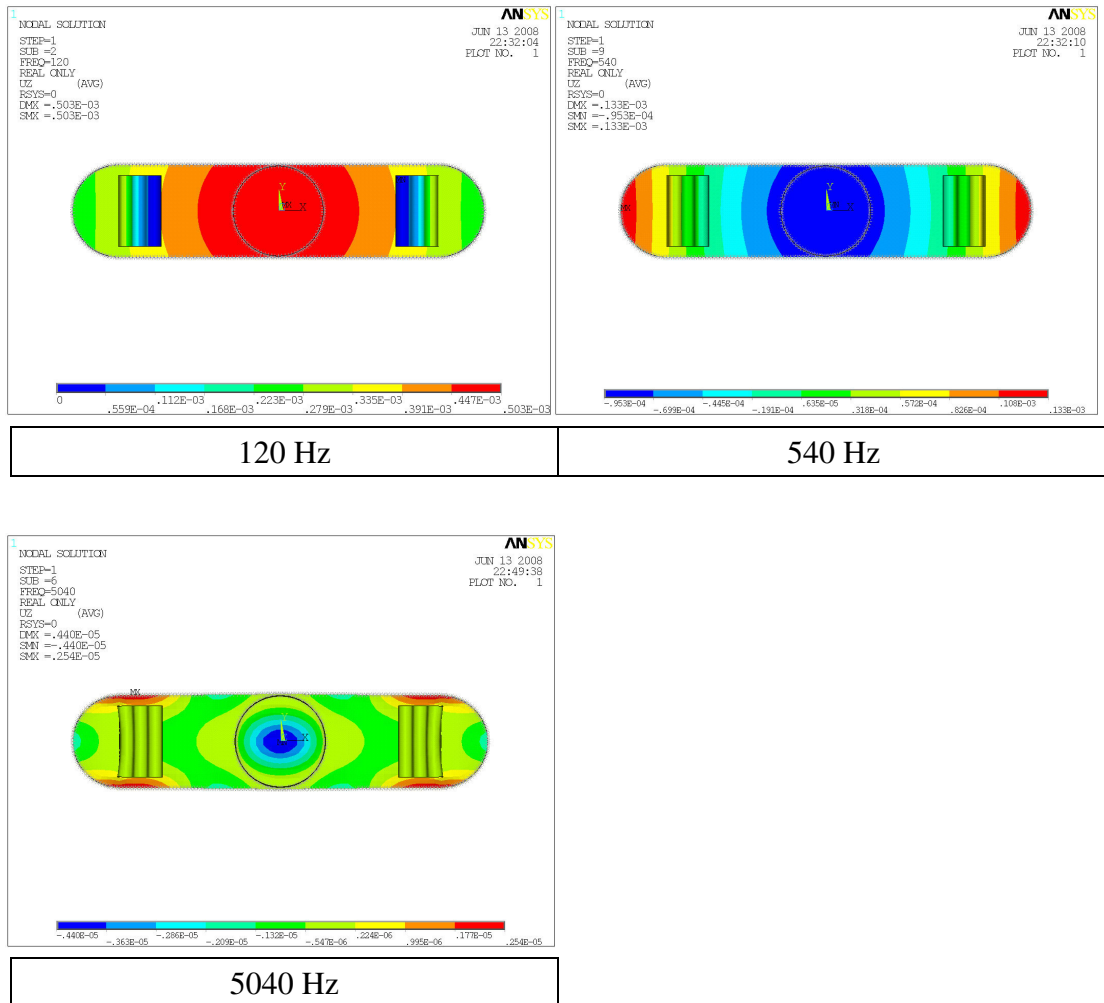 1
ANSYS
NODAL SOLUTION
JUN 13 2008
STEP=1
22:32:04
SUB =2
PLOT NO. 1
FREQ=120
REAL ONLY
UZ (AVG)
RSYS=0
DMX =.503E-03
SMX =.503E-03
Y
MX X
0 .112E-03 .223E-03 .335E-03 .447E-03
.559E-04 .168E-03 .279E-03 .391E-03 .503E-03
120 Hz
1
ANSYS
NODAL SOLUTION
JUN 13 2008
STEP=1
22:32:10
SUB =9
PLOT NO. 1
FREQ=540
REAL ONLY
UZ (AVG)
RSYS=0
DMX =.133E-03
SMN =-.953E-04
SMX =.133E-03
Y
MX MN X
-.953E-04 -.445E-04 .635E-05 .572E-04 .108E-03
-.699E-04 -.191E-04 .318E-04 .826E-04 .133E-03
540 Hz
1
ANSYS
NODAL SOLUTION
JUN 13 2008
STEP=1
22:49:38
SUB =6
PLOT NO. 1
FREQ=5040
REAL ONLY
UZ (AVG)
RSYS=0
DMX =.440E-05
SMN =-.440E-05
SMX =.254E-05
MX
Y
X
-.440E-05 -.286E-05 -.132E-05 .224E-06 .177E-05
-.363E-05 -.209E-05 -.547E-06 .995E-06 .254E-05
5040 Hz